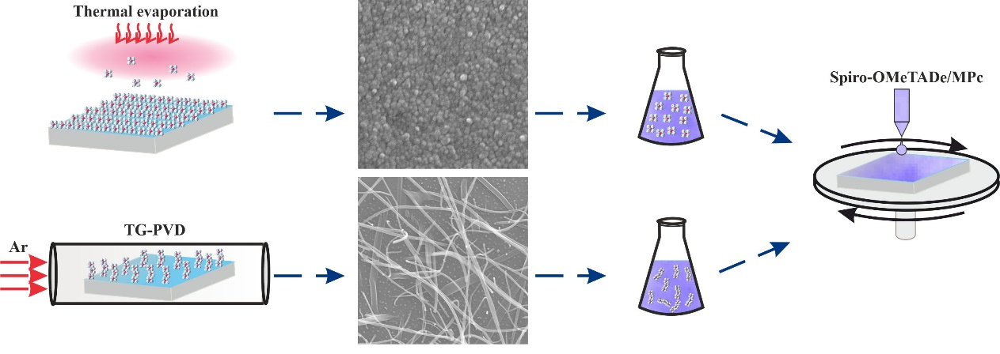 Thermal evaporation
Spiro-OMeTADe/MPc
TG-PVD
Ar